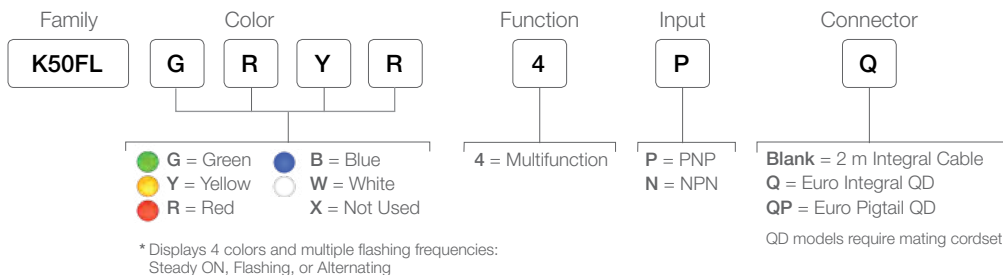 Family Color Function Input Connector
K50FL G R Y R 4 P Q
G = Green B = Blue 4 = Multifunction P = PNP Blank = 2 m Integral Cable
Y = Yellow W = White N = NPN Q = Euro Integral QD
R = Red X = Not Used QP = Euro Pigtail QD
QD models require mating cordset
* Displays 4 colors and multiple flashing frequencies:
Steady ON, Flashing, or Alternating